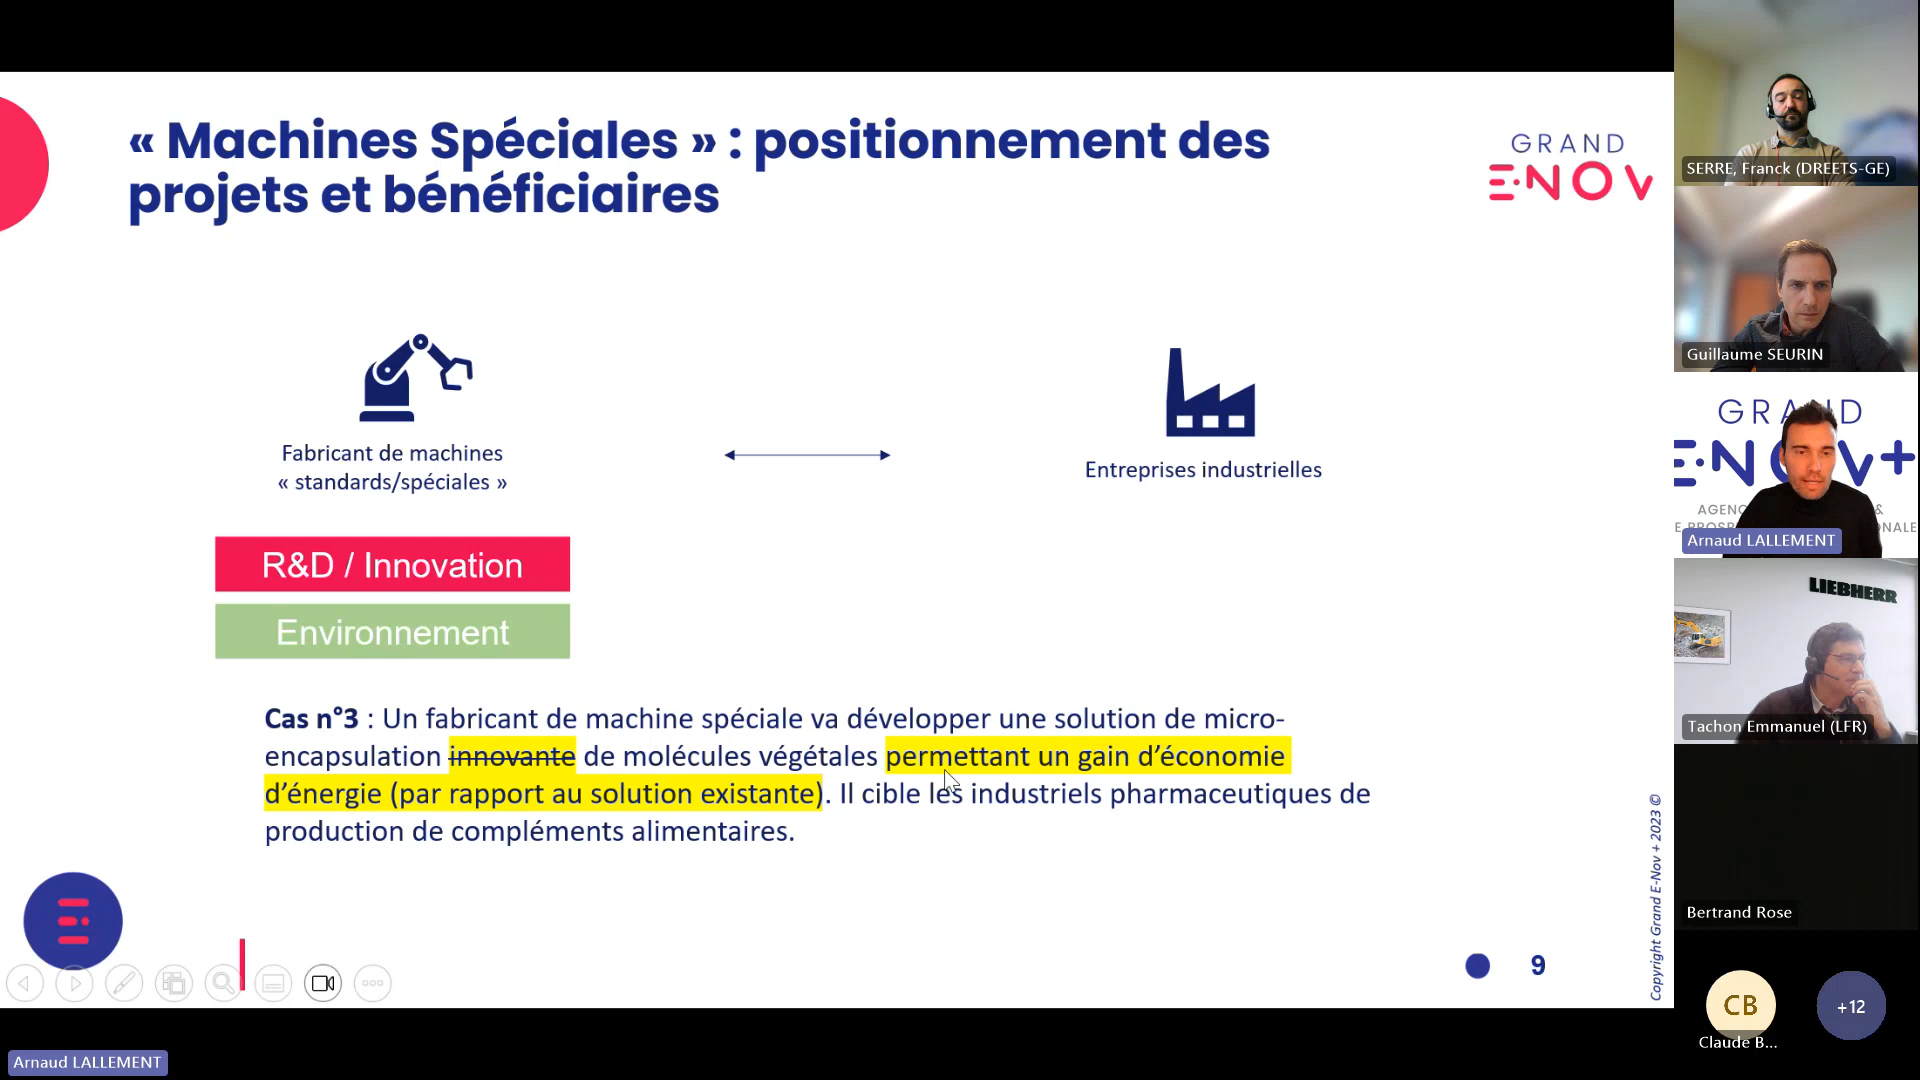 « Machines Spéciales » : positionnement des
projets et bénéficiaires
GRAND
E·NOV
Fabricant de machines
« standards/spéciales »
Entreprises industrielles
R&D / Innovation
Environnement
Cas n°3 : Un fabricant de machine spéciale va développer une solution de micro-
encapsulation innovante de molécules végétales permettant un gain d’économie
d’énergie (par rapport au solution existante). Il cible les industriels pharmaceutiques de
production de compléments alimentaires.
9
Copyright Grand E-Nov + 2023 ©
Arnaud LALLEMENT
SERRE, Franck (DREETS-GE)
Guillaume SEURIN
GRAND
E·NOV+
Arnaud LALLEMENT
LIEBHERR
Tachon Emmanuel (LFR)
Bertrand Rose
CB
+12
Claude B...